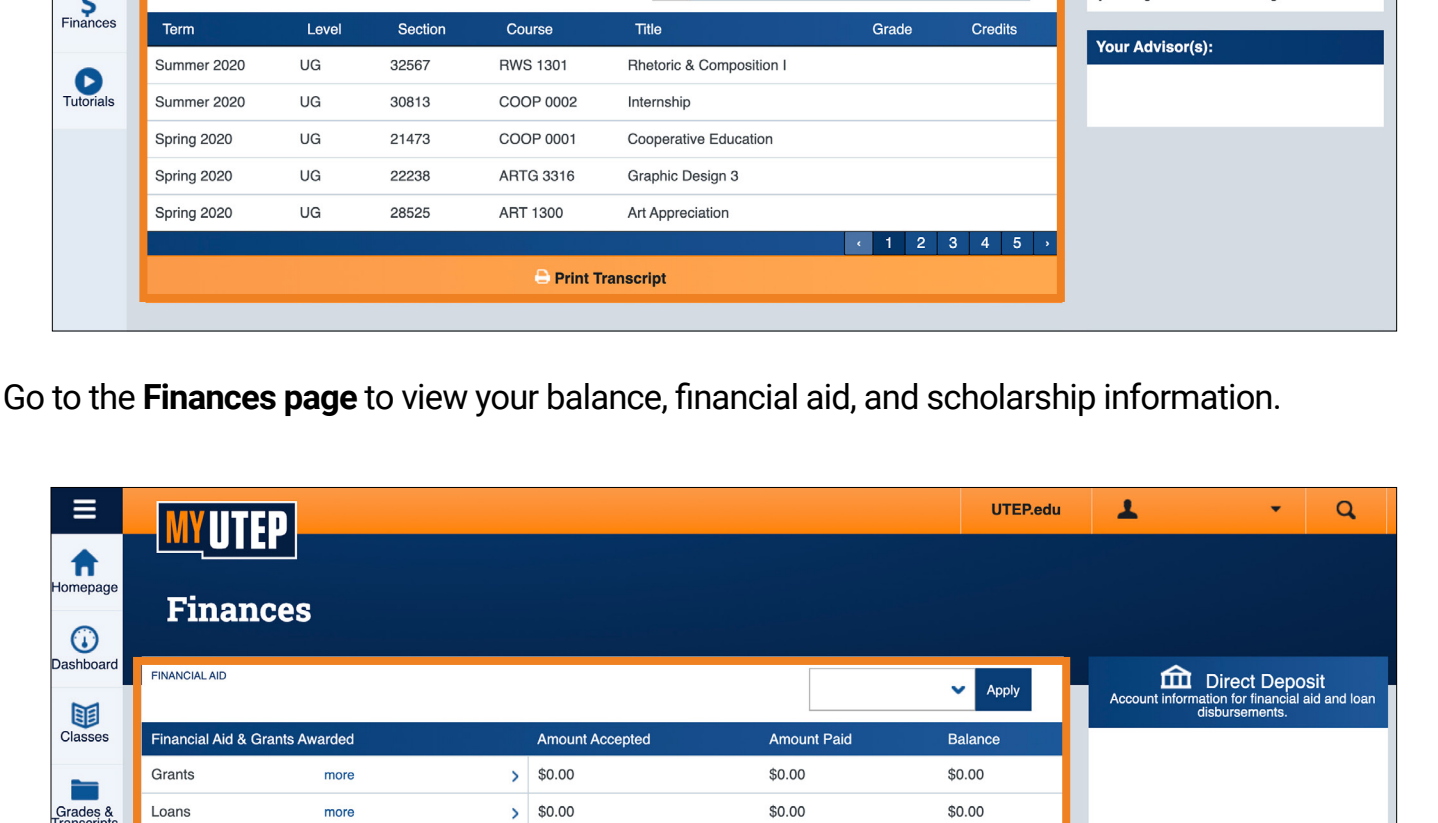 Finances
Term Level Section Course Title Grade Credits
Your Advisor(s):
Summer 2020 UG 32567 RWS 1301 Rhetoric & Composition I
Tutorials
Summer 2020 UG 30813 COOP 0002 Internship
Spring 2020 UG 21473 COOP 0001 Cooperative Education
Spring 2020 UG 22238 ARTG 3316 Graphic Design 3
Spring 2020 UG 28525 ART 1300 Art Appreciation
‹ 1 2 3 4 5 ›
Print Transcript
Go to the Finances page to view your balance, financial aid, and scholarship information.
MY UTEP
UTEP.edu
Homepage
Finances
Dashboard
FINANCIAL AID
Apply
Direct Deposit
Account information for financial aid and loan
disbursements.
Classes
Financial Aid & Grants Awarded Amount Accepted Amount Paid Balance
Grants more > $0.00 $0.00 $0.00
Grades &
Transcripts
Loans more > $0.00 $0.00 $0.00